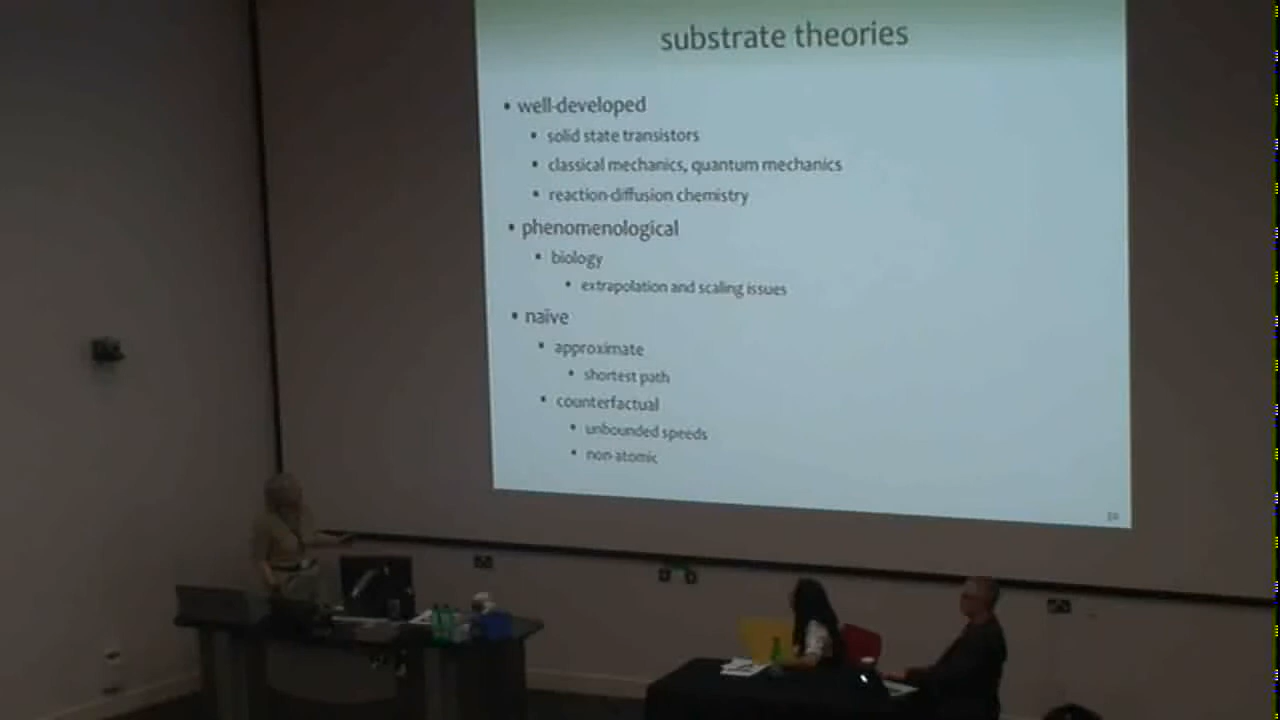 substrate theories
• well-developed
▪ solid state transistors
▪ classical mechanics, quantum mechanics
▪ reaction-diffusion chemistry
• phenomenological
▪ biology
• extrapolation and scaling issues
• naïve
▪ approximate
• shortest path
▪ counterfactual
• unbounded speeds
• non-atomic